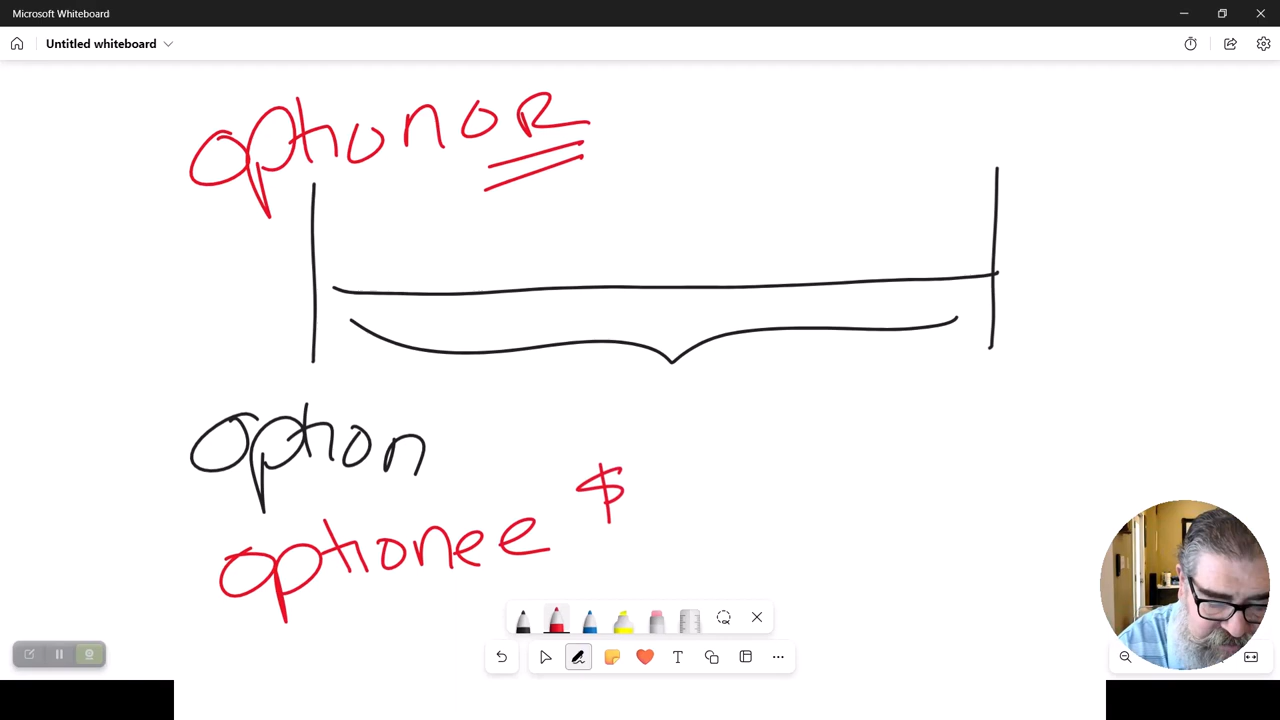 Microsoft Whiteboard
Untitled whiteboard
optionoR
option
$
optionee
T